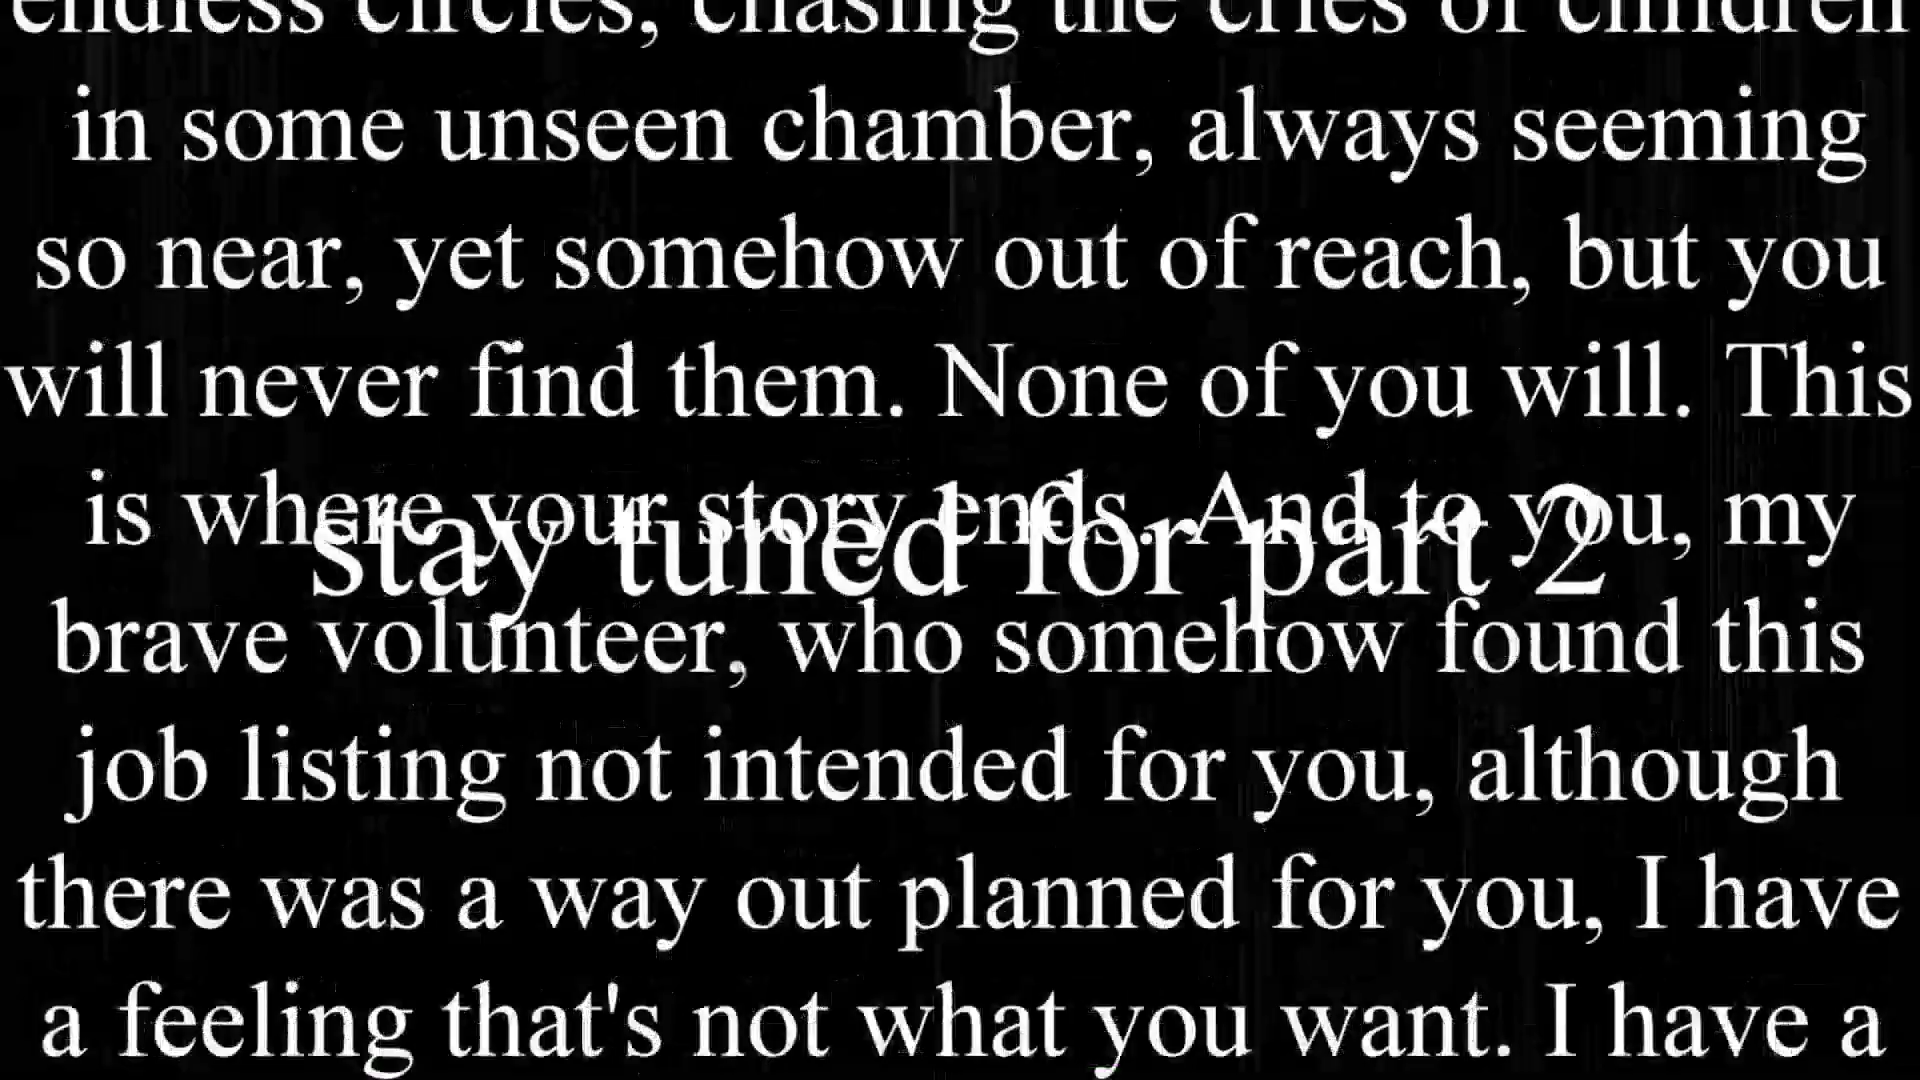 endless circles, chasing the cries of children
in some unseen chamber, always seeming
so near, yet somehow out of reach, but you
will never find them. None of you will. This
is where your story ends. And to you, my
stay tuned for part 2
brave volunteer, who somehow found this
job listing not intended for you, although
there was a way out planned for you, I have
a feeling that's not what you want. I have a